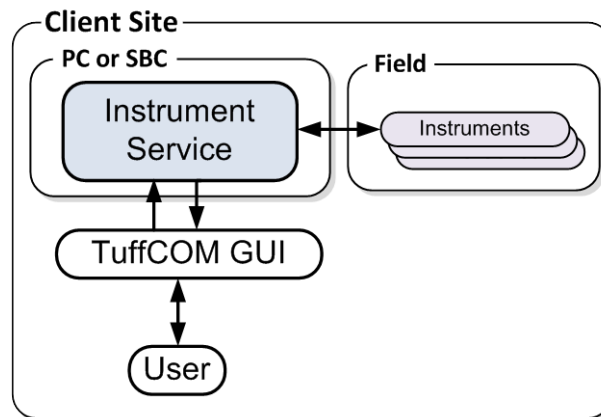 Client Site
PC or SBC
Field
Instrument
Service
Instruments
TuffCOM GUI
User